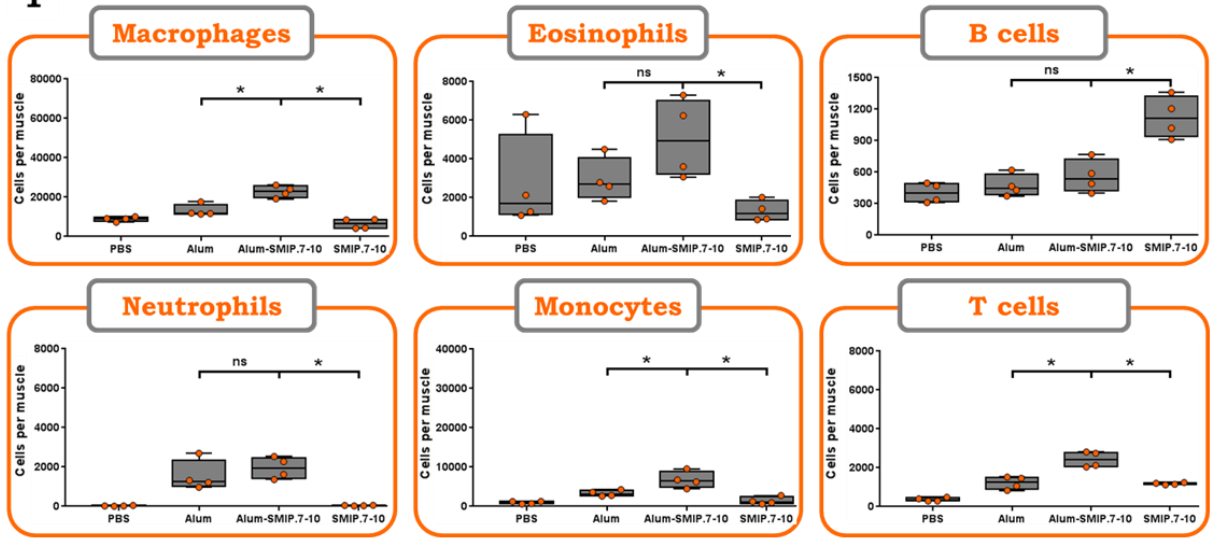 Macrophages
Cells per muscle
80000
60000
40000
20000
0
* *
PBS Alum Alum-SMIP.7-10 SMIP.7-10
Eosinophils
Cells per muscle
8000
6000
4000
2000
0
ns *
PBS Alum Alum-SMIP.7-10 SMIP.7-10
B cells
Cells per muscle
1500
1200
900
600
300
0
ns *
PBS Alum Alum-SMIP.7-10 SMIP.7-10
Neutrophils
Cells per muscle
8000
6000
4000
2000
0
ns *
PBS Alum Alum-SMIP.7-10 SMIP.7-10
Monocytes
Cells per muscle
40000
30000
20000
10000
0
* *
PBS Alum Alum-SMIP.7-10 SMIP.7-10
T cells
Cells per muscle
8000
6000
4000
2000
0
* *
PBS Alum Alum-SMIP.7-10 SMIP.7-10